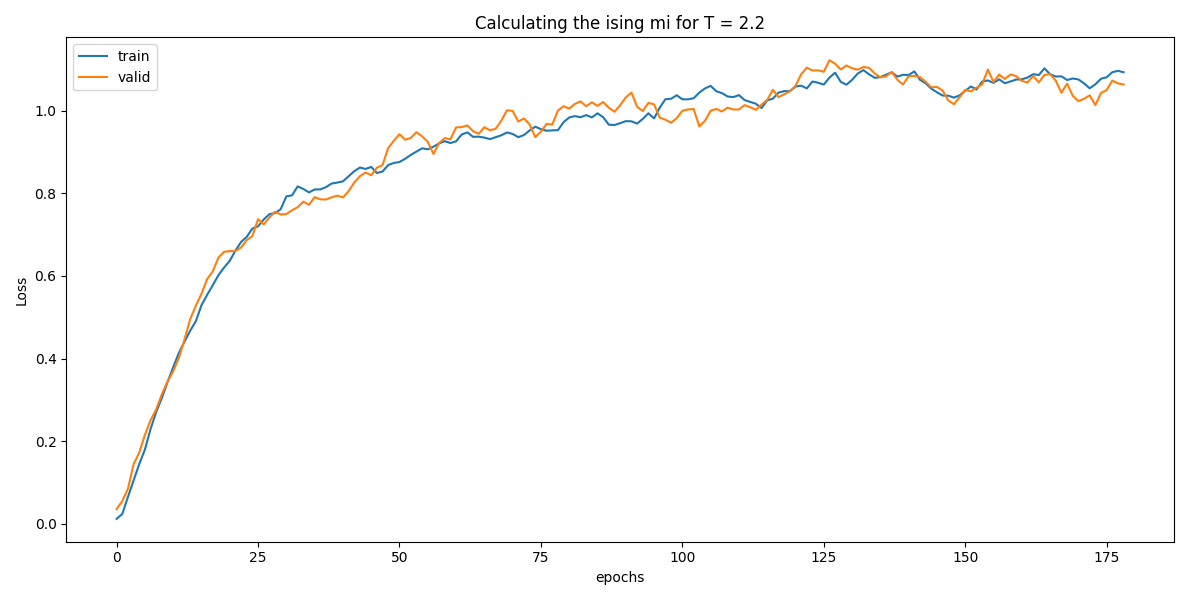 Calculating the ising mi for T = 2.2
train
valid
Loss
1.0
0.8
0.6
0.4
0.2
0.0
0 25 50 75 100 125 150 175
epochs